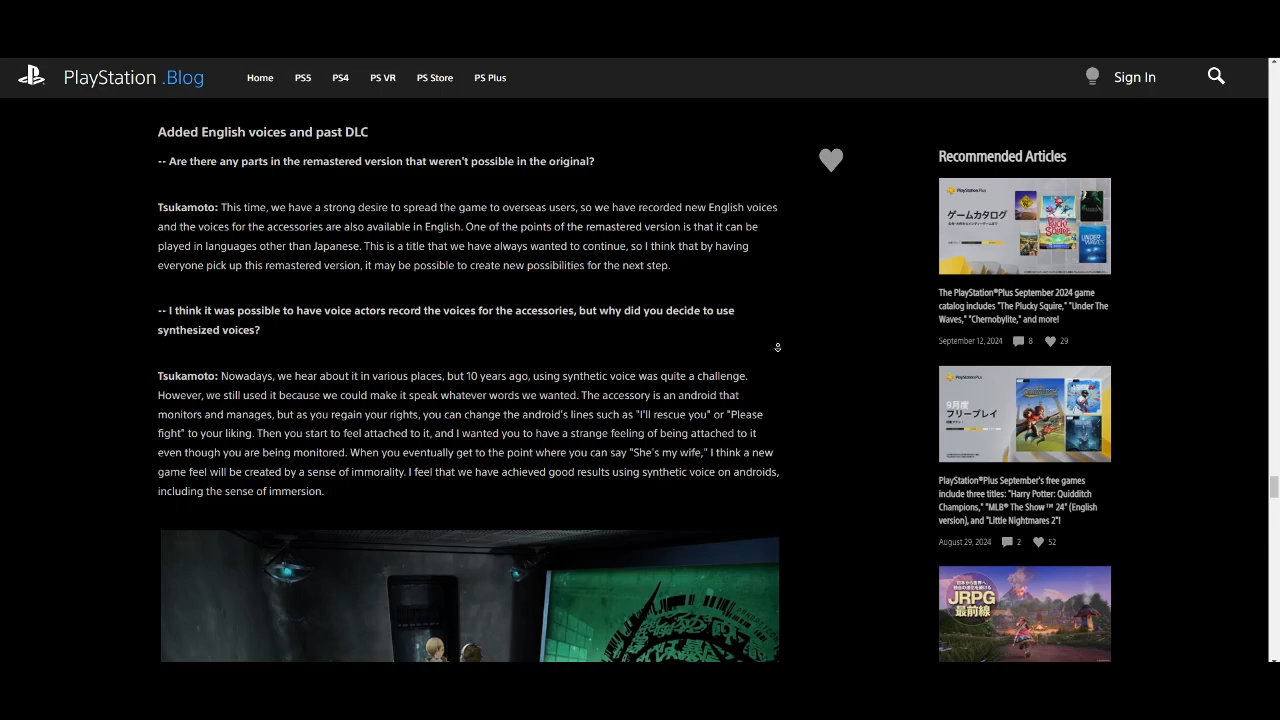 PlayStation .Blog
Home PS5 PS4 PS VR PS Store PS Plus
Sign In
Added English voices and past DLC
-- Are there any parts in the remastered version that weren't possible in the original?
Tsukamoto: This time, we have a strong desire to spread the game to overseas users, so we have recorded new English voices
and the voices for the accessories are also available in English. One of the points of the remastered version is that it can be
played in languages other than Japanese. This is a title that we have always wanted to continue, so I think that by having
everyone pick up this remastered version, it may be possible to create new possibilities for the next step.
-- I think it was possible to have voice actors record the voices for the accessories, but why did you decide to use
synthesized voices?
Tsukamoto: Nowadays, we hear about it in various places, but 10 years ago, using synthetic voice was quite a challenge.
However, we still used it because we could make it speak whatever words we wanted. The accessory is an android that
monitors and manages, but as you regain your rights, you can change the android's lines such as "I'll rescue you" or "Please
fight" to your liking. Then you start to feel attached to it, and I wanted you to have a strange feeling of being attached to it
even though you are being monitored. When you eventually get to the point where you can say "She's my wife," I think a new
game feel will be created by a sense of immorality. I feel that we have achieved good results using synthetic voice on androids,
including the sense of immersion.
Recommended Articles
PlayStation Plus
ゲームカタログ
The PlayStation®Plus September 2024 game
catalog includes "The Plucky Squire," "Under The
Waves," "Chernobylite," and more!
September 12, 2024 8 29
PlayStation Plus
9月度
フリープレイ
PlayStation®Plus September's free games
include three titles: "Harry Potter: Quidditch
Champions," "MLB® The Show™ 24" (English
version), and "Little Nightmares 2"!
August 29, 2024 2 52
JRPG
最前線